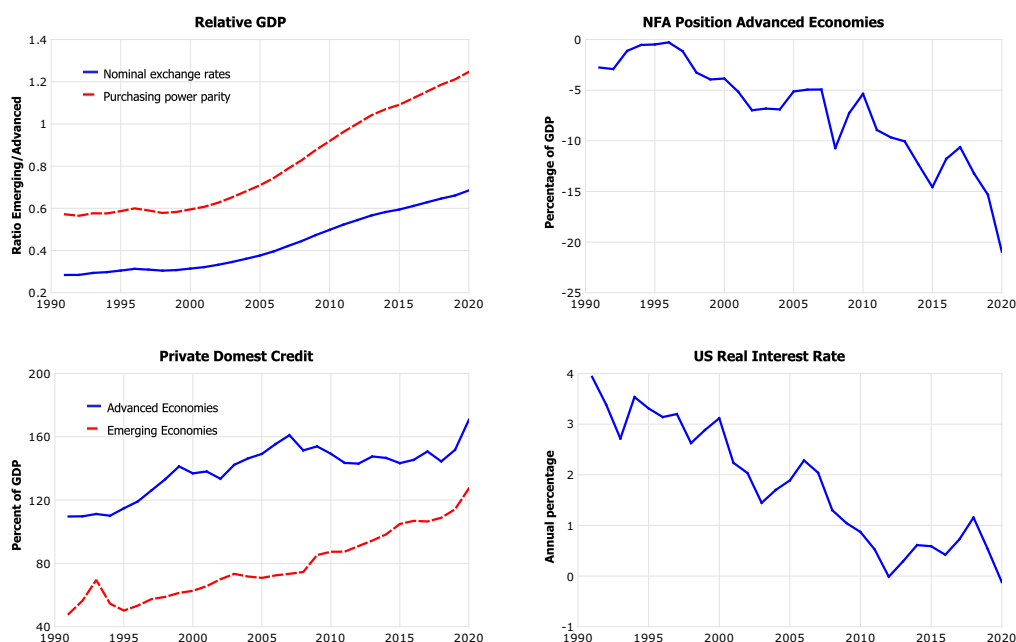 Relative GDP
Ratio Emerging/Advanced
1.4
1.2
1
0.8
0.6
0.4
0.2
Nominal exchange rates
Purchasing power parity
1990 1995 2000 2005 2010 2015 2020
NFA Position Advanced Economies
Percentage of GDP
0
-5
-10
-15
-20
-25
1990 1995 2000 2005 2010 2015 2020
Private Domest Credit
Percent of GDP
200
160
120
80
40
Advanced Economies
Emerging Economies
1990 1995 2000 2005 2010 2015 2020
US Real Interest Rate
Annual percentage
4
3
2
1
0
-1
1990 1995 2000 2005 2010 2015 2020